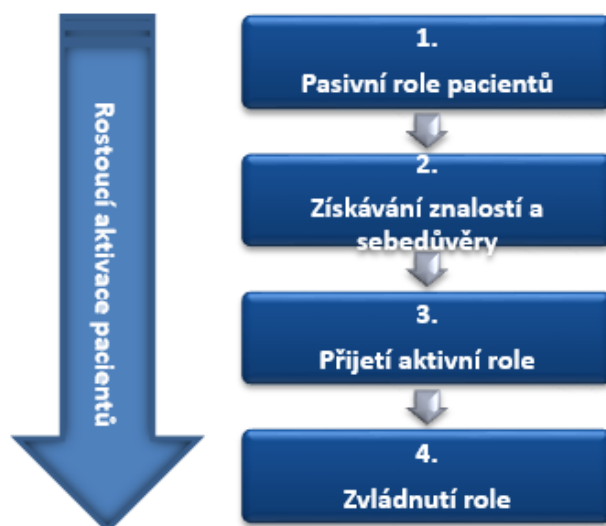 Rostoucí aktivace pacientů
1.
Pasivní role pacientů
2.
Získávání znalostí a
sebedůvěry
3.
Přijetí aktivní role
4.
Zvládnutí role